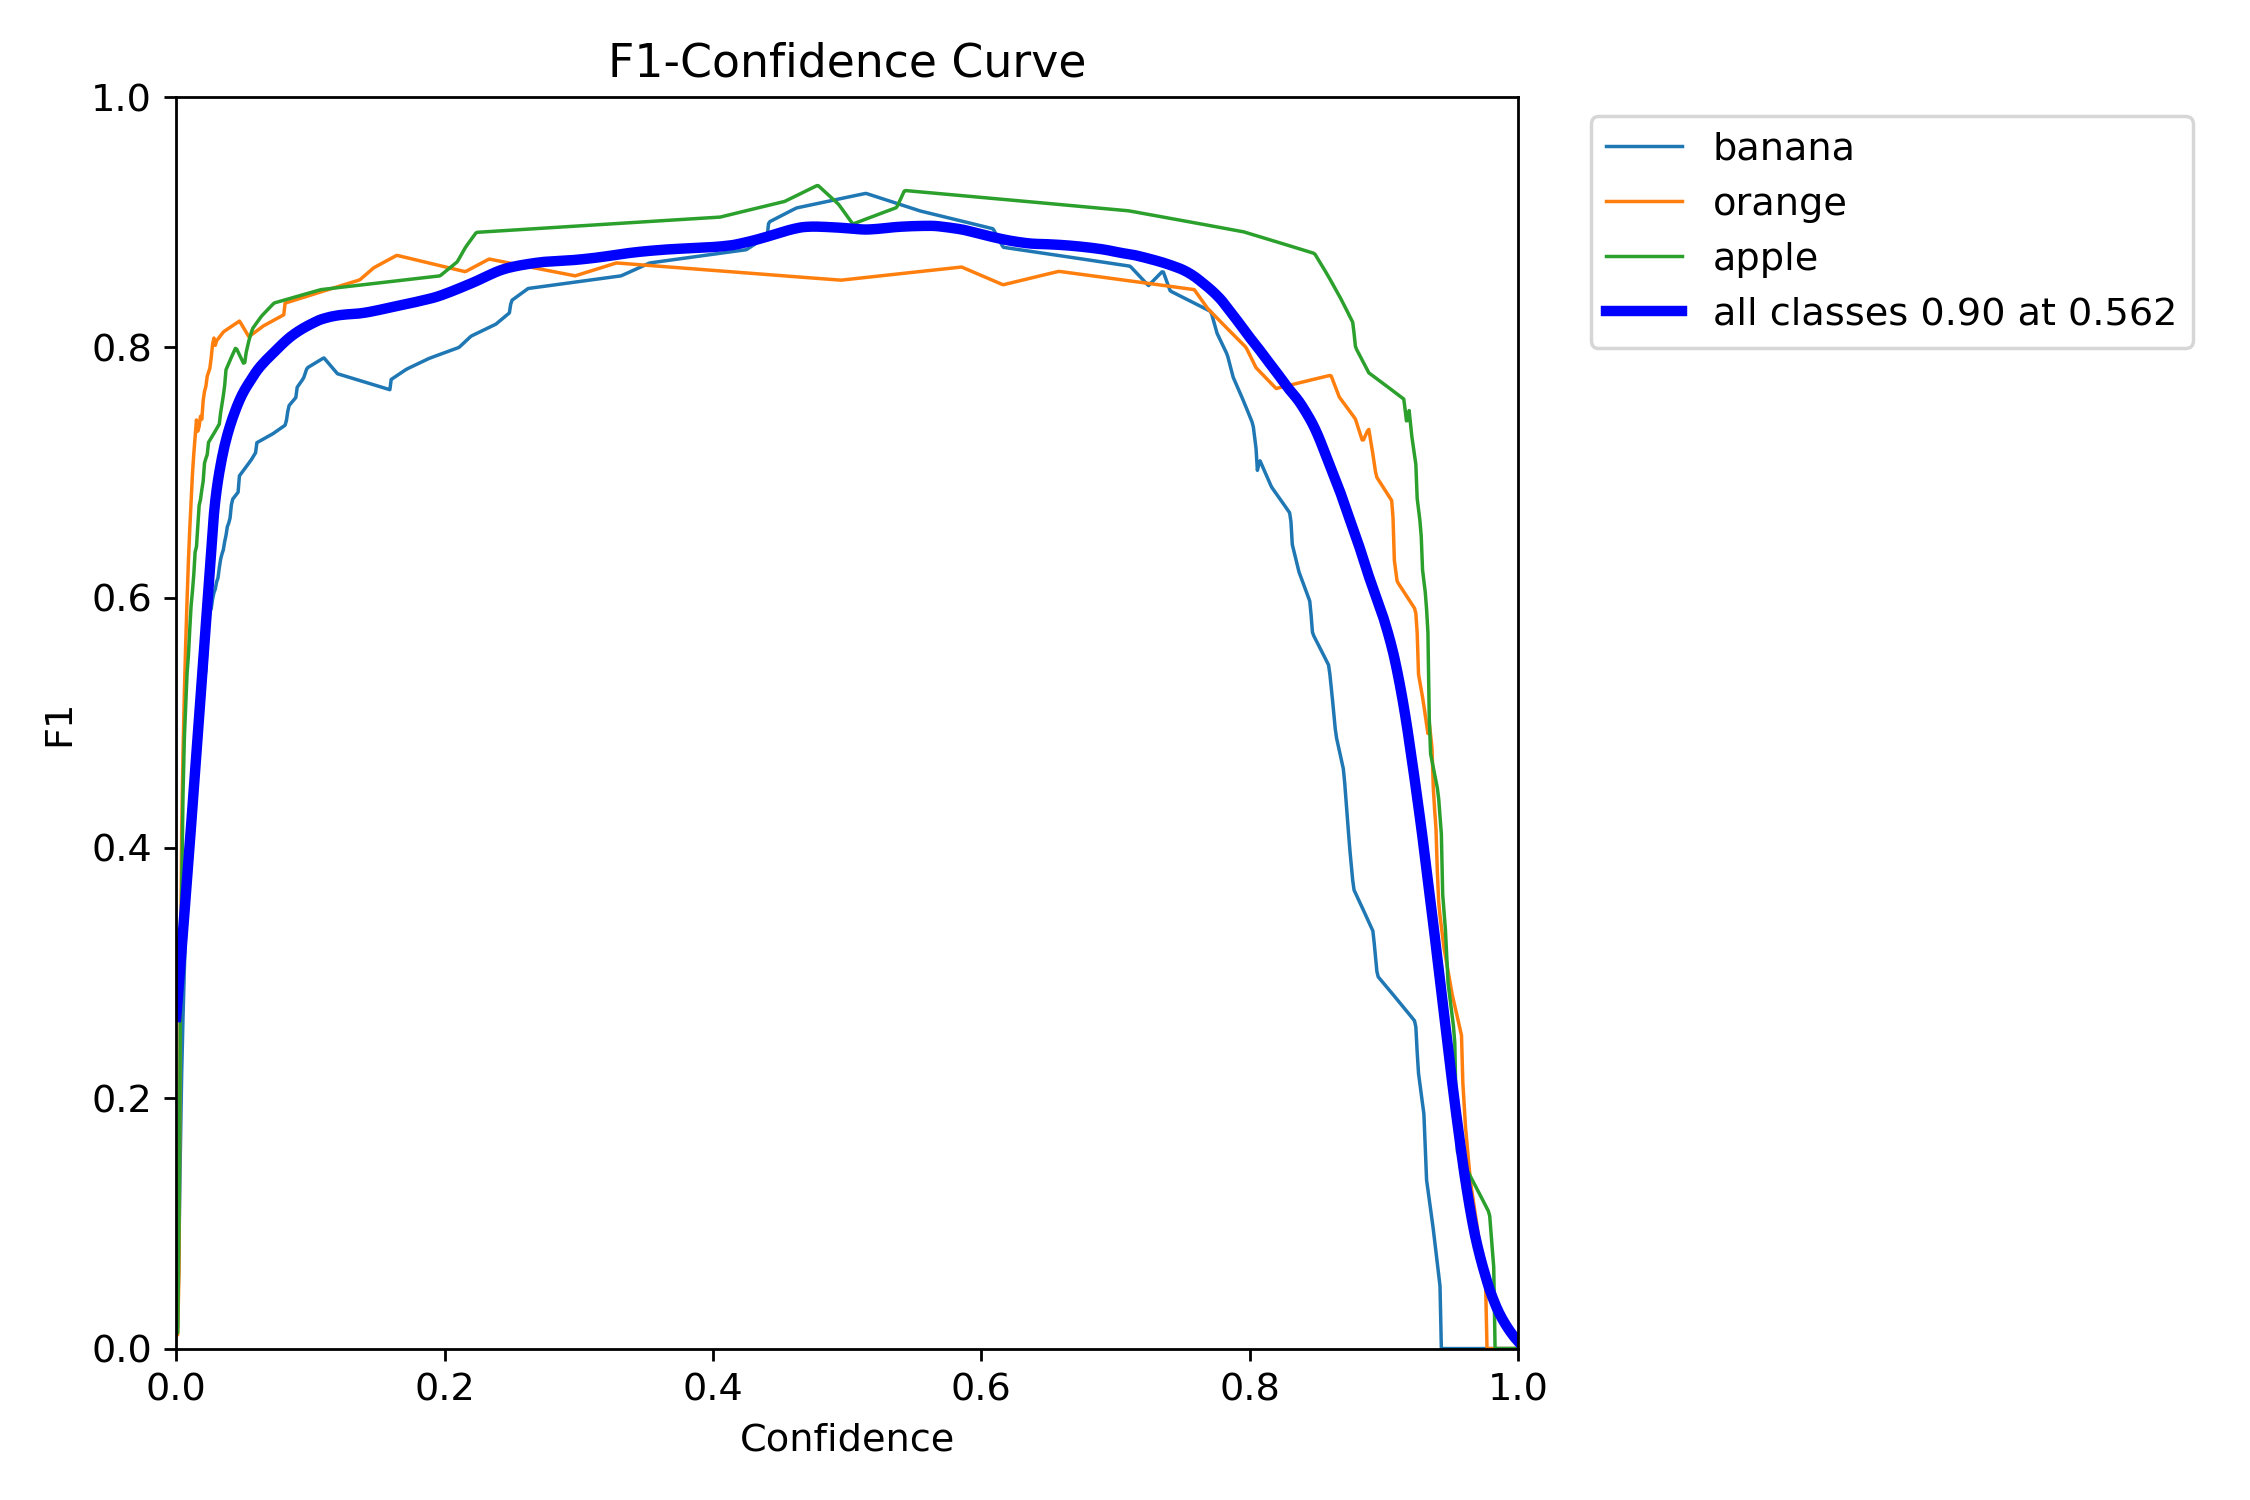 F1-Confidence Curve
1.0
0.8
0.6
0.4
0.2
0.0
F1
0.0 0.2 0.4 0.6 0.8 1.0
Confidence
banana
orange
apple
all classes 0.90 at 0.562